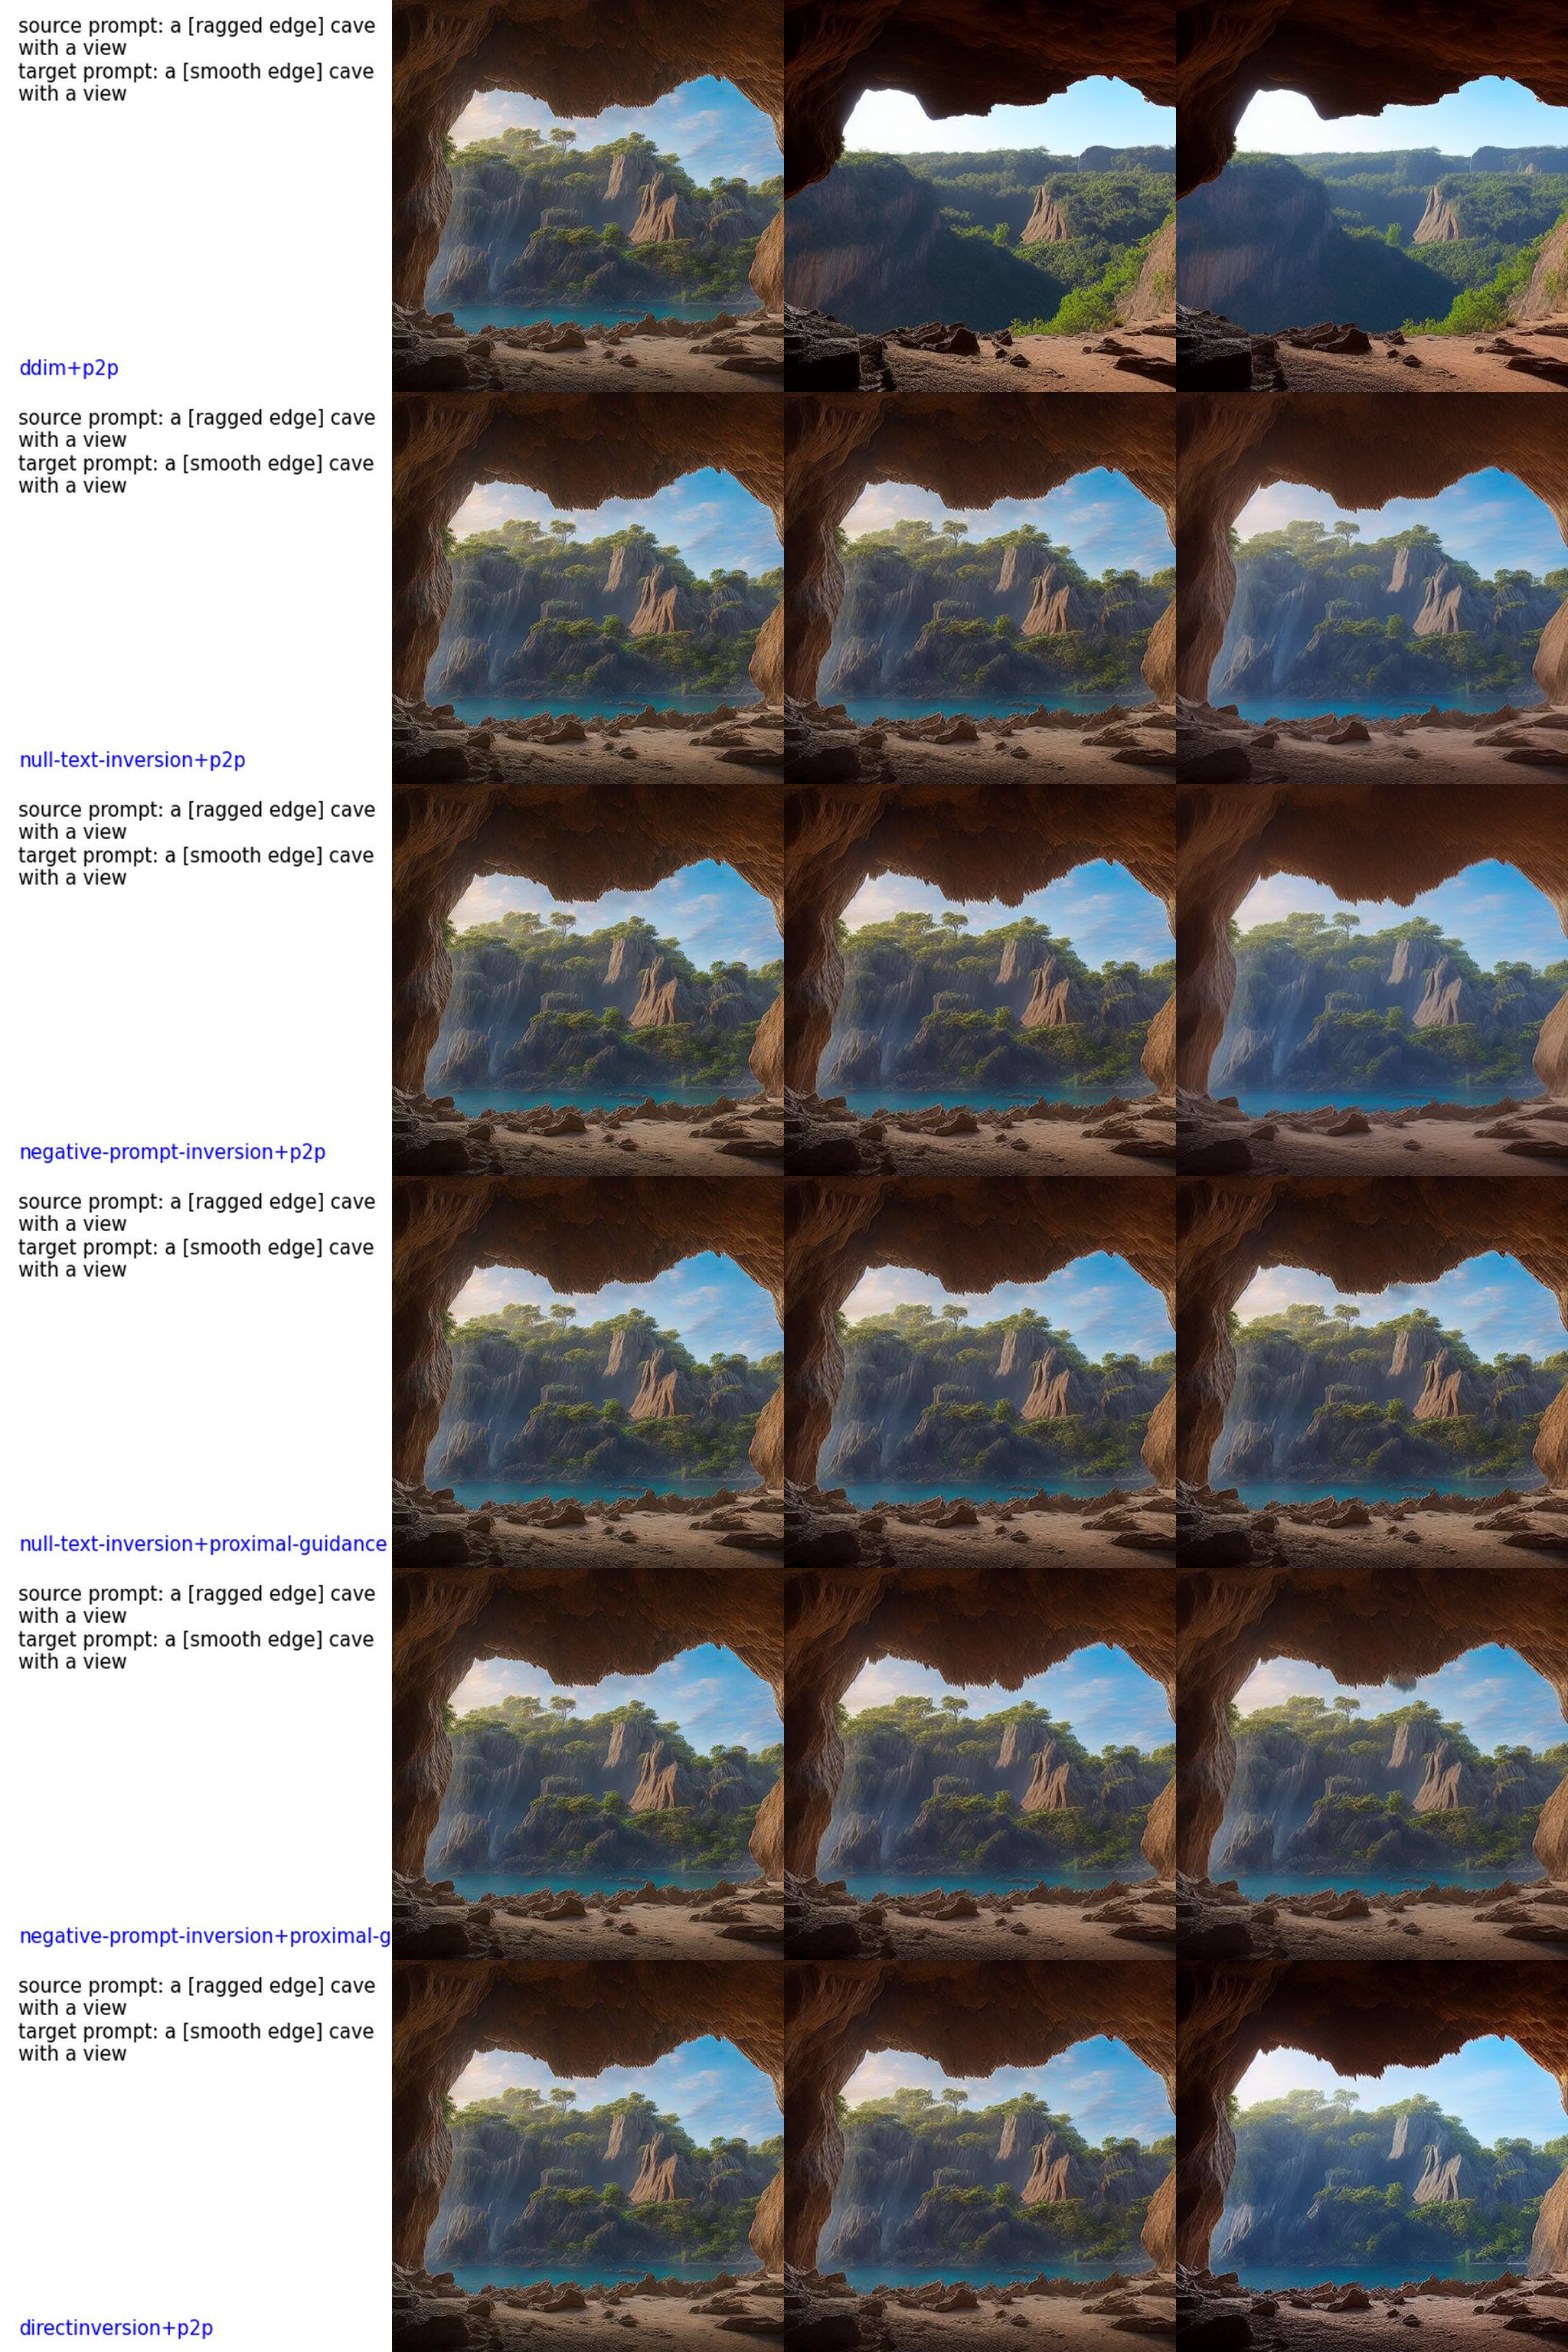 source prompt: a [ragged edge] cave
with a view
target prompt: a [smooth edge] cave
with a view
ddim+p2p
source prompt: a [ragged edge] cave
with a view
target prompt: a [smooth edge] cave
with a view
null-text-inversion+p2p
source prompt: a [ragged edge] cave
with a view
target prompt: a [smooth edge] cave
with a view
negative-prompt-inversion+p2p
source prompt: a [ragged edge] cave
with a view
target prompt: a [smooth edge] cave
with a view
null-text-inversion+proximal-guidance
source prompt: a [ragged edge] cave
with a view
target prompt: a [smooth edge] cave
with a view
negative-prompt-inversion+proximal-g
source prompt: a [ragged edge] cave
with a view
target prompt: a [smooth edge] cave
with a view
directinversion+p2p